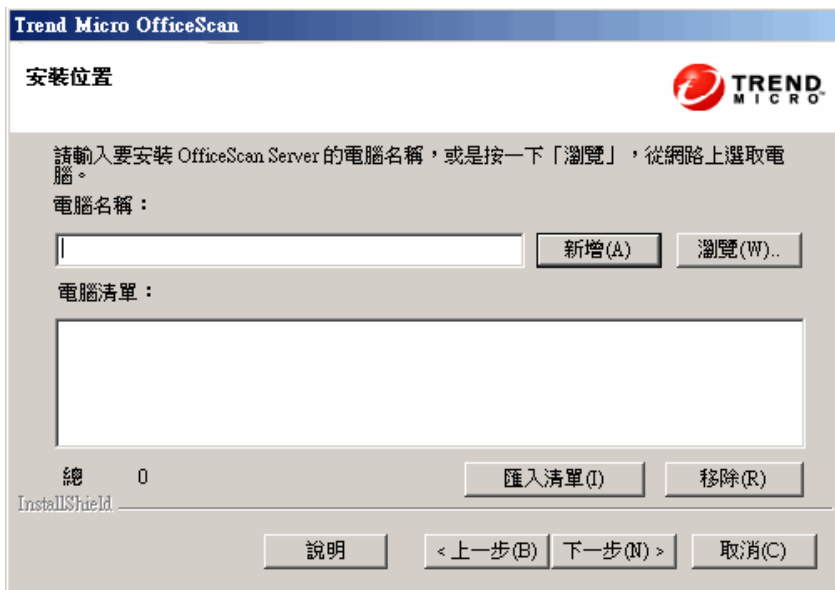 Trend Micro OfficeScan
安裝位置
TREND
MICRO
請輸入要安裝 OfficeScan Server 的電腦名稱，或是按一下「瀏覽」，從網路上選取電
腦。
電腦名稱：
新增(A)
瀏覽(W)..
電腦清單：
總 0
匯入清單(I)
移除(R)
InstallShield
說明
< 上一步(B)
下一步(N) >
取消(C)